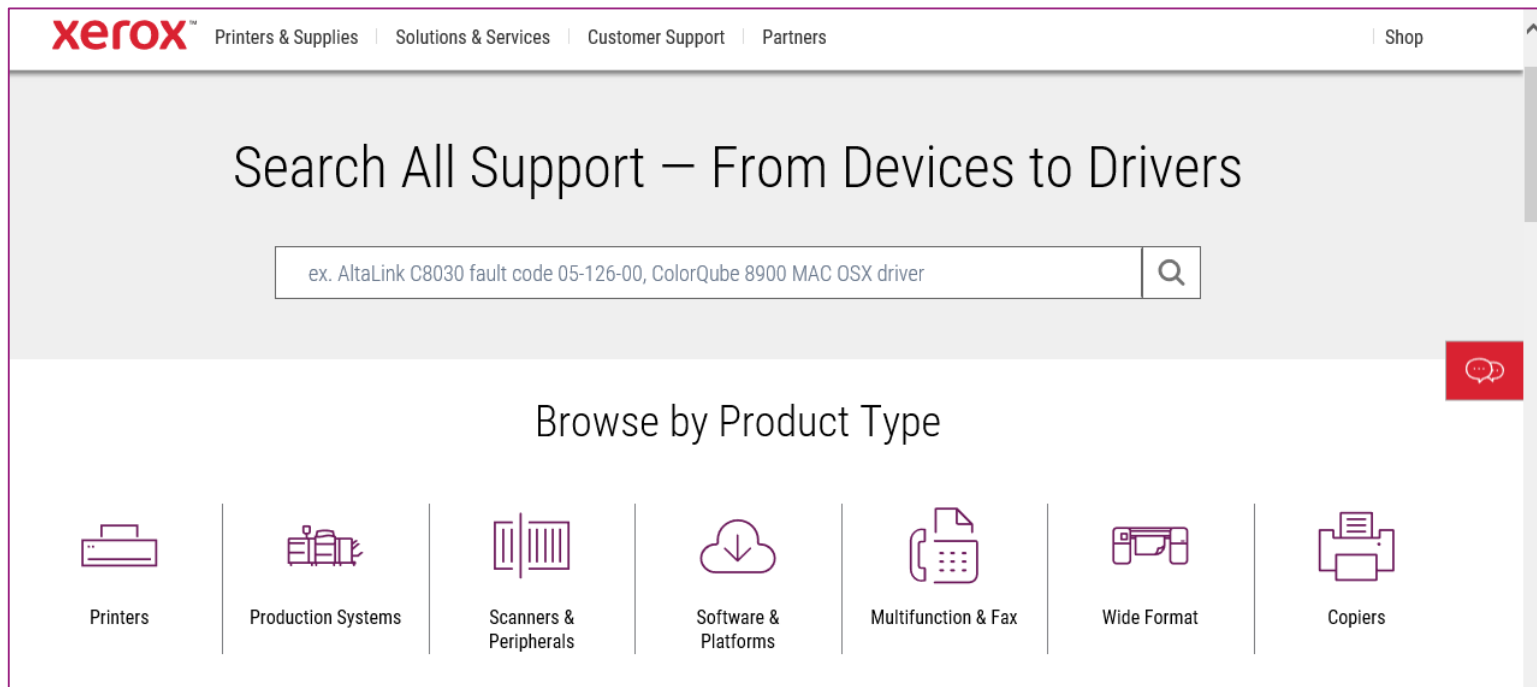 xerox™ Printers & Supplies Solutions & Services Customer Support Partners Shop
Search All Support — From Devices to Drivers
ex. AltaLink C8030 fault code 05-126-00, ColorQube 8900 MAC OSX driver
Browse by Product Type
Printers
Production Systems
Scanners &
Peripherals
Software &
Platforms
Multifunction & Fax
Wide Format
Copiers